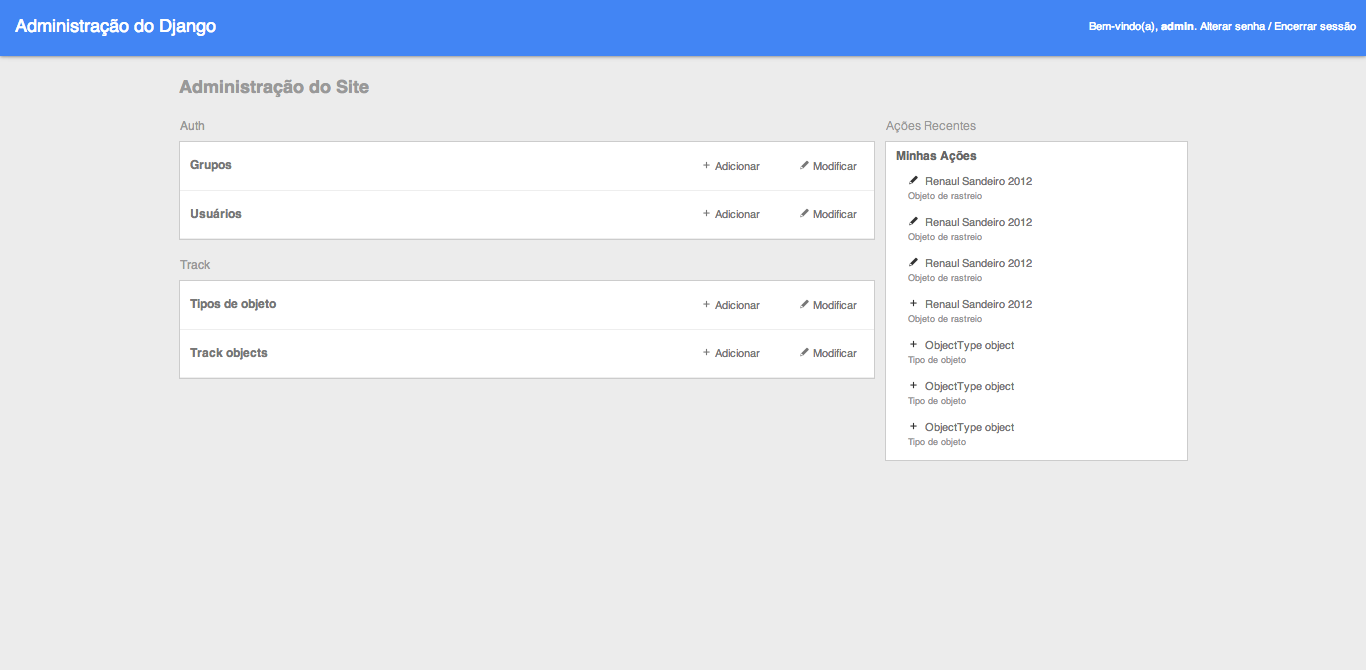 Administração do Django
Bem-vindo(a), admin. Alterar senha / Encerrar sessão
Administração do Site
Auth
Grupos
+ Adicionar
Modificar
Usuários
+ Adicionar
Modificar
Track
Tipos de objeto
+ Adicionar
Modificar
Track objects
+ Adicionar
Modificar
Ações Recentes
Minhas Ações
Renaul Sandeiro 2012
Objeto de rastreio
Renaul Sandeiro 2012
Objeto de rastreio
Renaul Sandeiro 2012
Objeto de rastreio
+ Renaul Sandeiro 2012
Objeto de rastreio
+ ObjectType object
Tipo de objeto
+ ObjectType object
Tipo de objeto
+ ObjectType object
Tipo de objeto